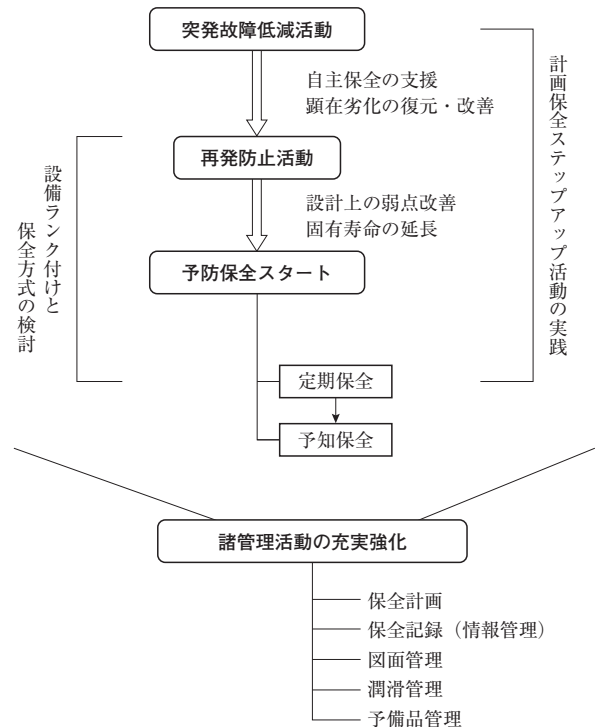 突発故障低減活動
自主保全の支援
顕在劣化の復元・改善
再発防止活動
設計上の弱点改善
固有寿命の延長
予防保全スタート
定期保全
予知保全
設備ランク付けと
保全方式の検討
計画保全ステップアップ活動の実践
諸管理活動の充実強化
保全計画
保全記録（情報管理）
図面管理
潤滑管理
予備品管理